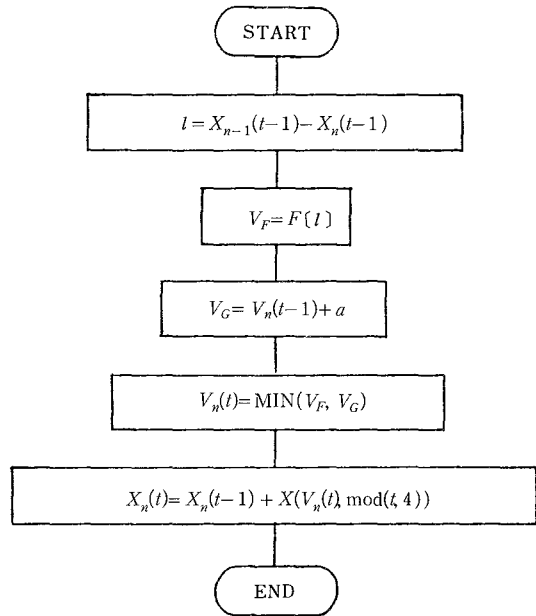 START
l = X_{n-1}(t-1) - X_n(t-1)
V_F = F(l)
V_G = V_n(t-1) + a
V_n(t) = MIN(V_F, V_G)
X_n(t) = X_n(t-1) + X(V_n(t), mod(t, 4))
END